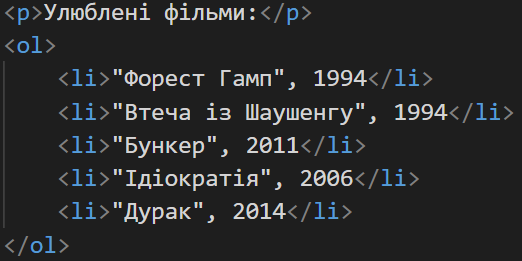 <p>Улюблені фільми:</p>
<ol>
<li>"Форест Гамп", 1994</li>
<li>"Втеча із Шаушенгу", 1994</li>
<li>"Бункер", 2011</li>
<li>"Ідіократія", 2006</li>
<li>"Дурак", 2014</li>
</ol>